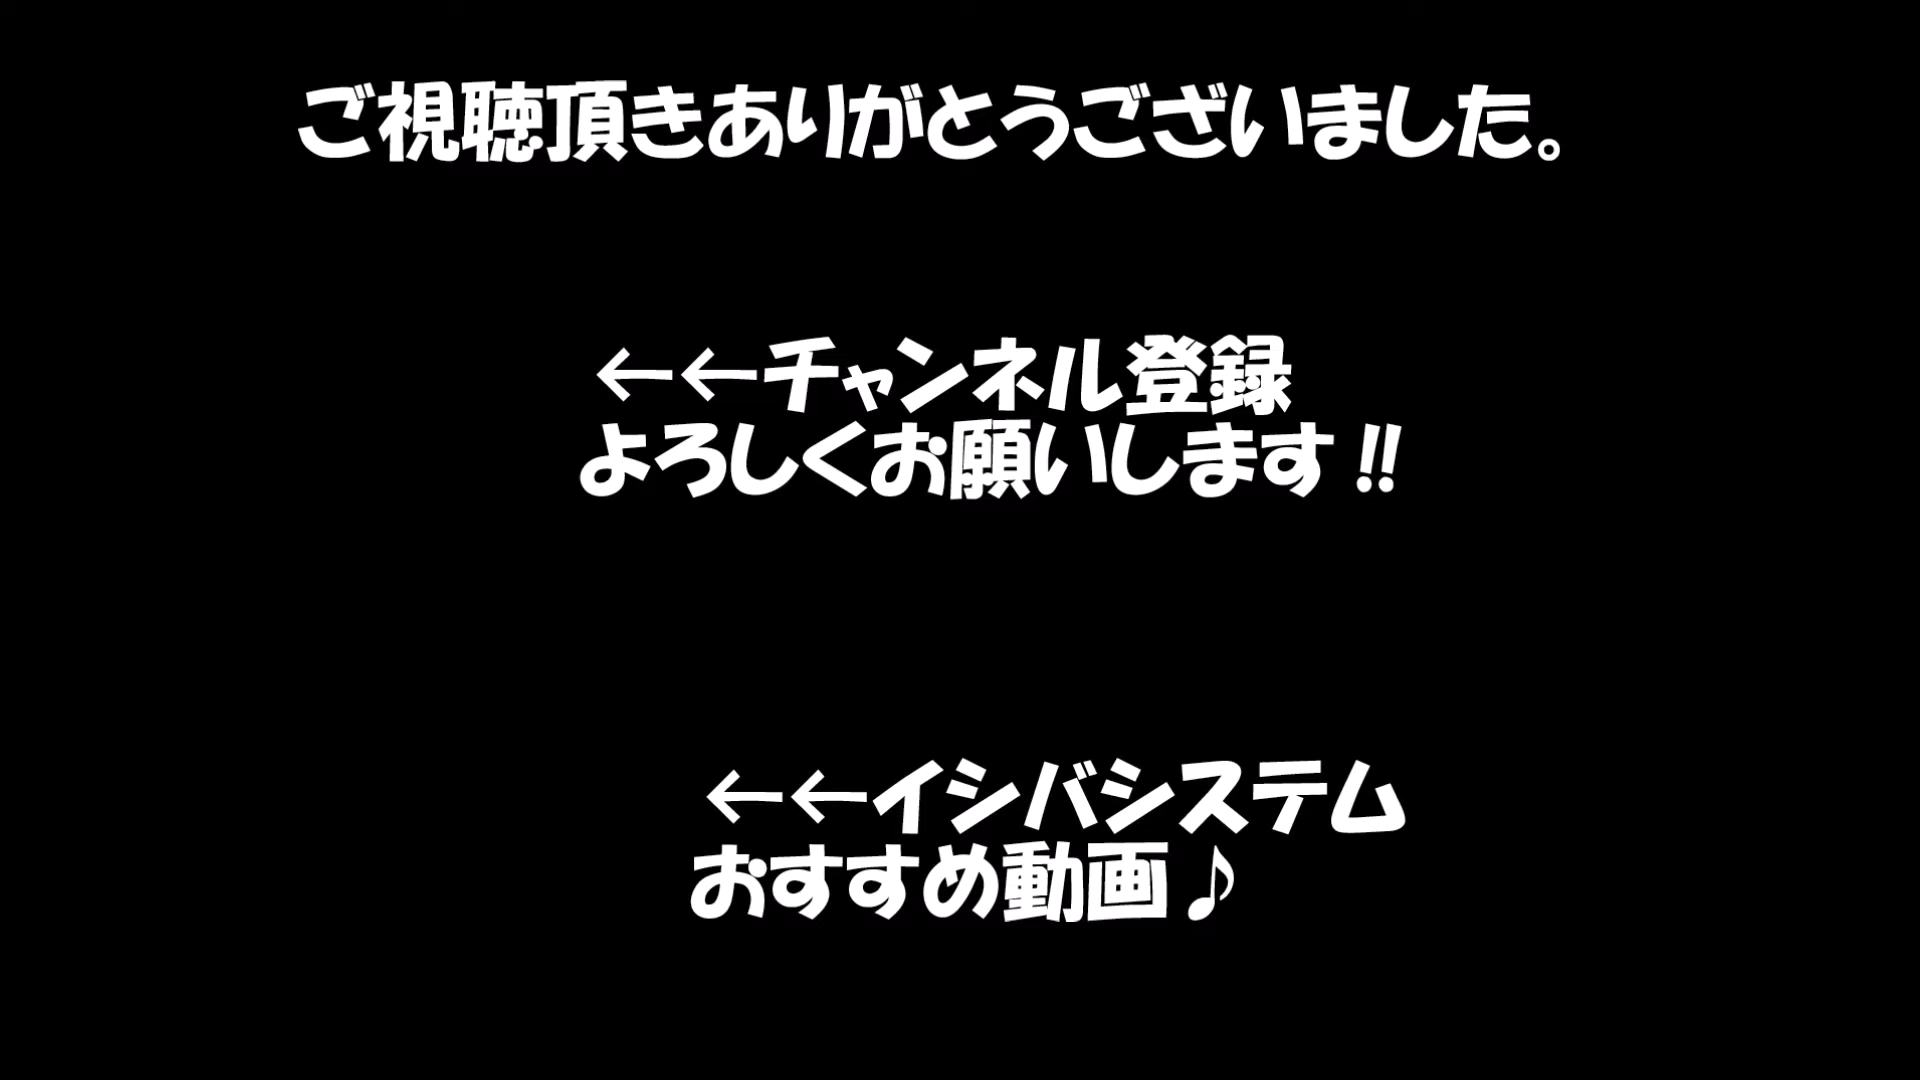 ご視聴頂きありがとうございました。
←←チャンネル登録
よろしくお願いします!!
←←イシバシステム
おすすめ動画♪